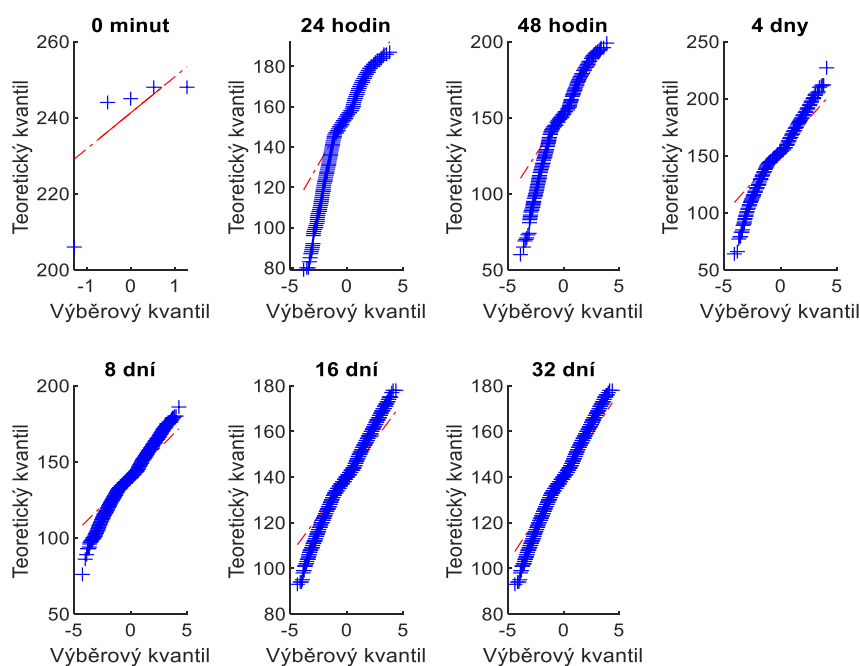 0 minut
24 hodin
48 hodin
4 dny
260
240
220
200
-1 0 1
Teoretický kvantil
Výběrový kvantil
180
160
140
120
100
80
-5 0 5
Teoretický kvantil
Výběrový kvantil
200
150
100
50
-5 0 5
Teoretický kvantil
Výběrový kvantil
250
200
150
100
50
-5 0 5
Teoretický kvantil
Výběrový kvantil
8 dní
16 dní
32 dní
200
150
100
50
-5 0 5
Teoretický kvantil
Výběrový kvantil
180
160
140
120
100
80
-5 0 5
Teoretický kvantil
Výběrový kvantil
180
160
140
120
100
80
-5 0 5
Teoretický kvantil
Výběrový kvantil